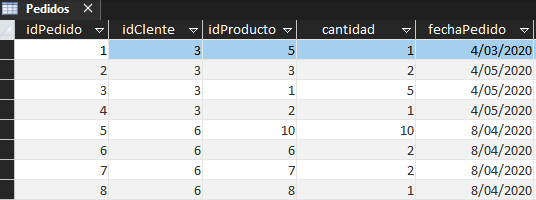 Pedidos
idPedido idClente idProducto cantidad fechaPedido
1 3 5 1 4/03/2020
2 3 3 2 4/05/2020
3 3 1 5 4/05/2020
4 3 2 1 4/05/2020
5 6 10 10 8/04/2020
6 6 6 2 8/04/2020
7 6 7 2 8/04/2020
8 6 8 1 8/04/2020